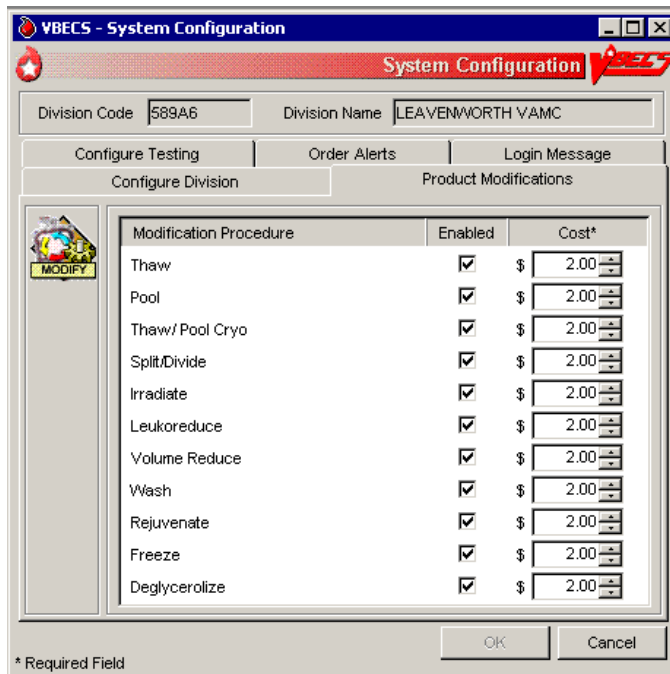 VBECS - System Configuration
System Configuration VBECS
Division Code 589A6 Division Name LEAVENWORTH VAMC
Configure Testing Order Alerts Login Message
Configure Division Product Modifications
MODIFY
Modification Procedure Enabled Cost*
Thaw $ 2.00
Pool $ 2.00
Thaw/ Pool Cryo $ 2.00
Split/Divide $ 2.00
Irradiate $ 2.00
Leukoreduce $ 2.00
Volume Reduce $ 2.00
Wash $ 2.00
Rejuvenate $ 2.00
Freeze $ 2.00
Deglycerolize $ 2.00
OK Cancel
* Required Field